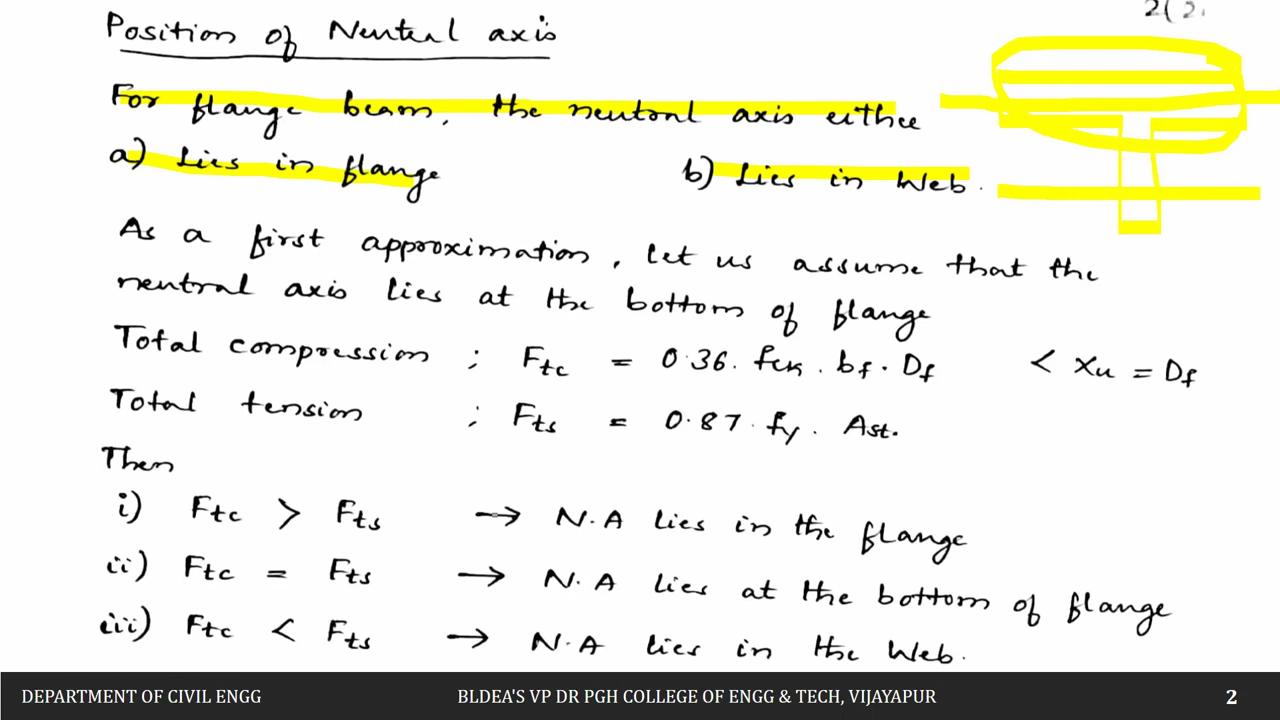 2(2
Position of Neutral axis
For flange beam, the neutral axis either
a) Lies in flange b) Lies in Web.
As a first approximation, let us assume that the
neutral axis lies at the bottom of flange
Total compression ; Ftc = 0.36. fck. bf. Df < xu = Df
Total tension ; Fts = 0.87. fy. Ast.
Then
i) Ftc > Fts → N.A lies in the flange
ii) Ftc = Fts → N.A lies at the bottom of flange
iii) Ftc < Fts → N.A lies in the Web.
DEPARTMENT OF CIVIL ENGG BLDEA'S VP DR PGH COLLEGE OF ENGG & TECH, VIJAYAPUR 2